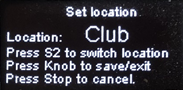 Set location
Location: Club
Press S2 to switch location
Press Knob to save/exit
Press Stop to cancel.